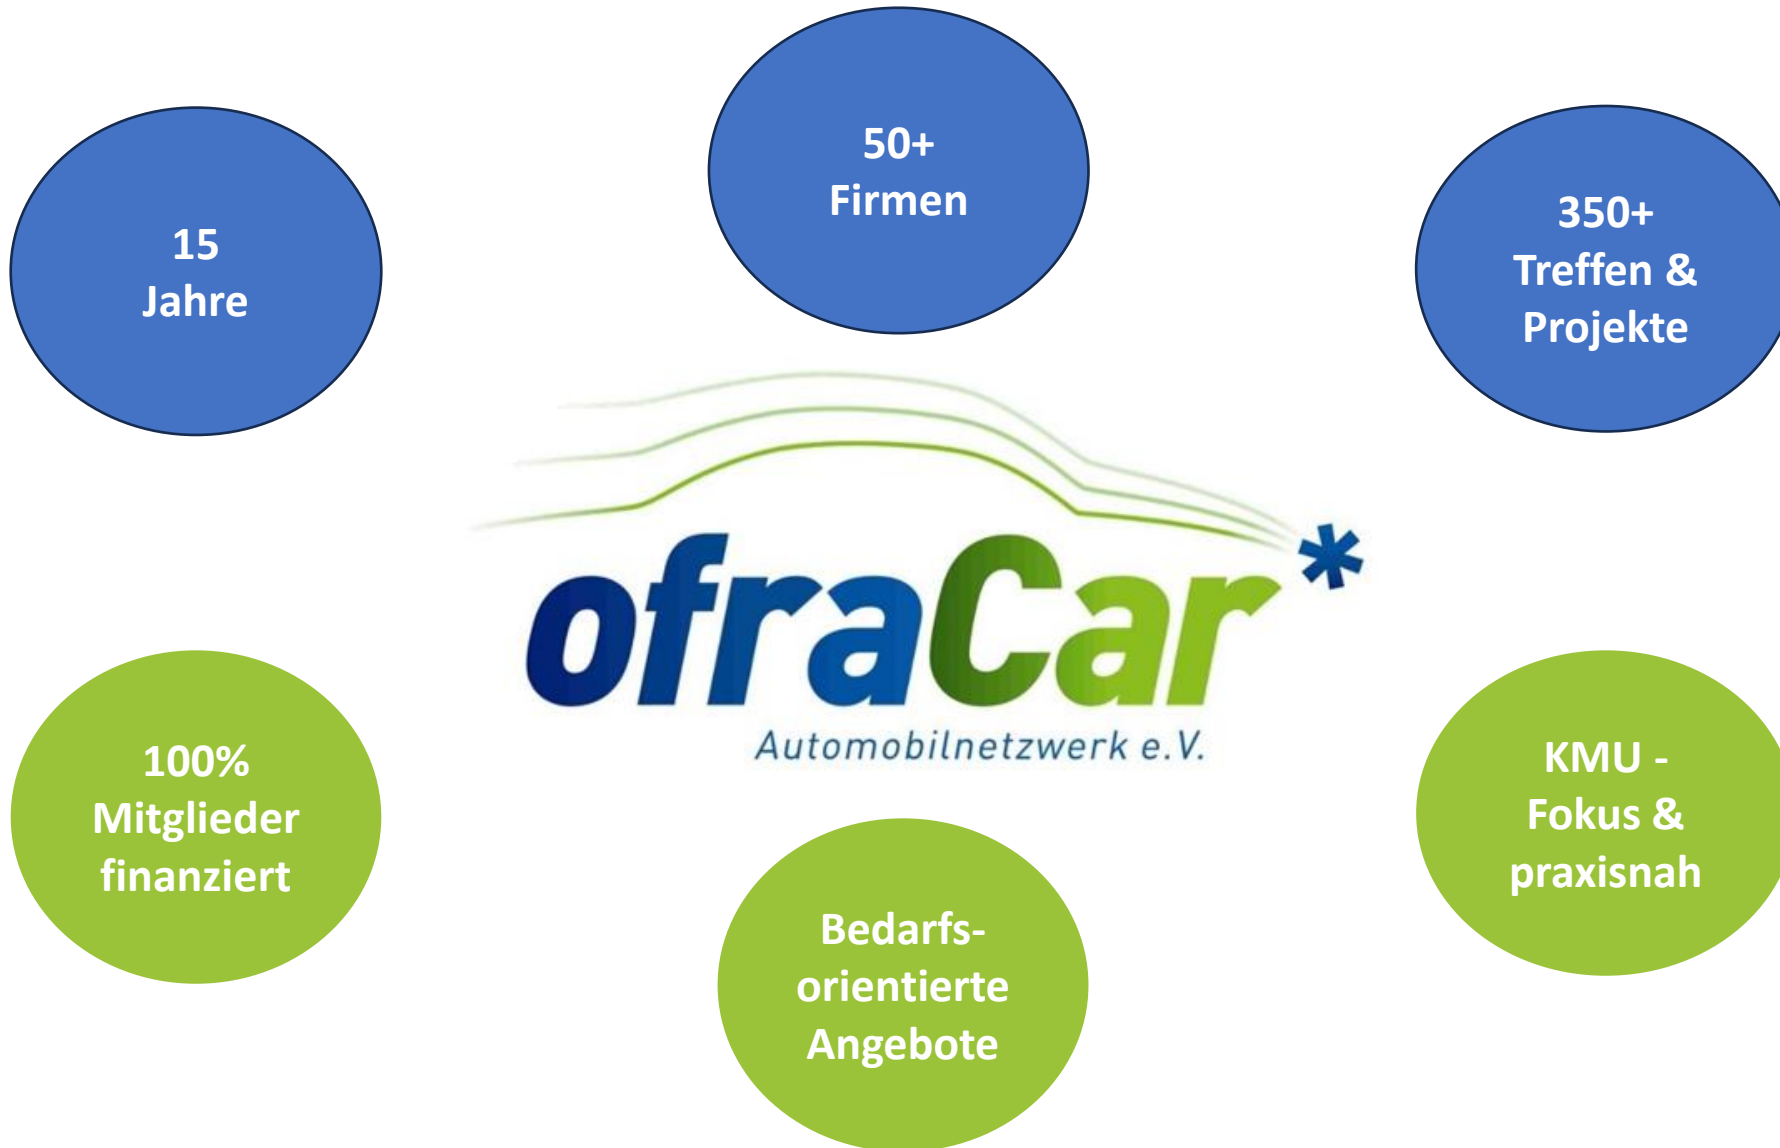 15
Jahre
50+
Firmen
350+
Treffen &
Projekte
ofraCar*
Automobilnetzwerk e.V.
100%
Mitglieder
finanziert
Bedarfs-
orientierte
Angebote
KMU -
Fokus &
praxisnah